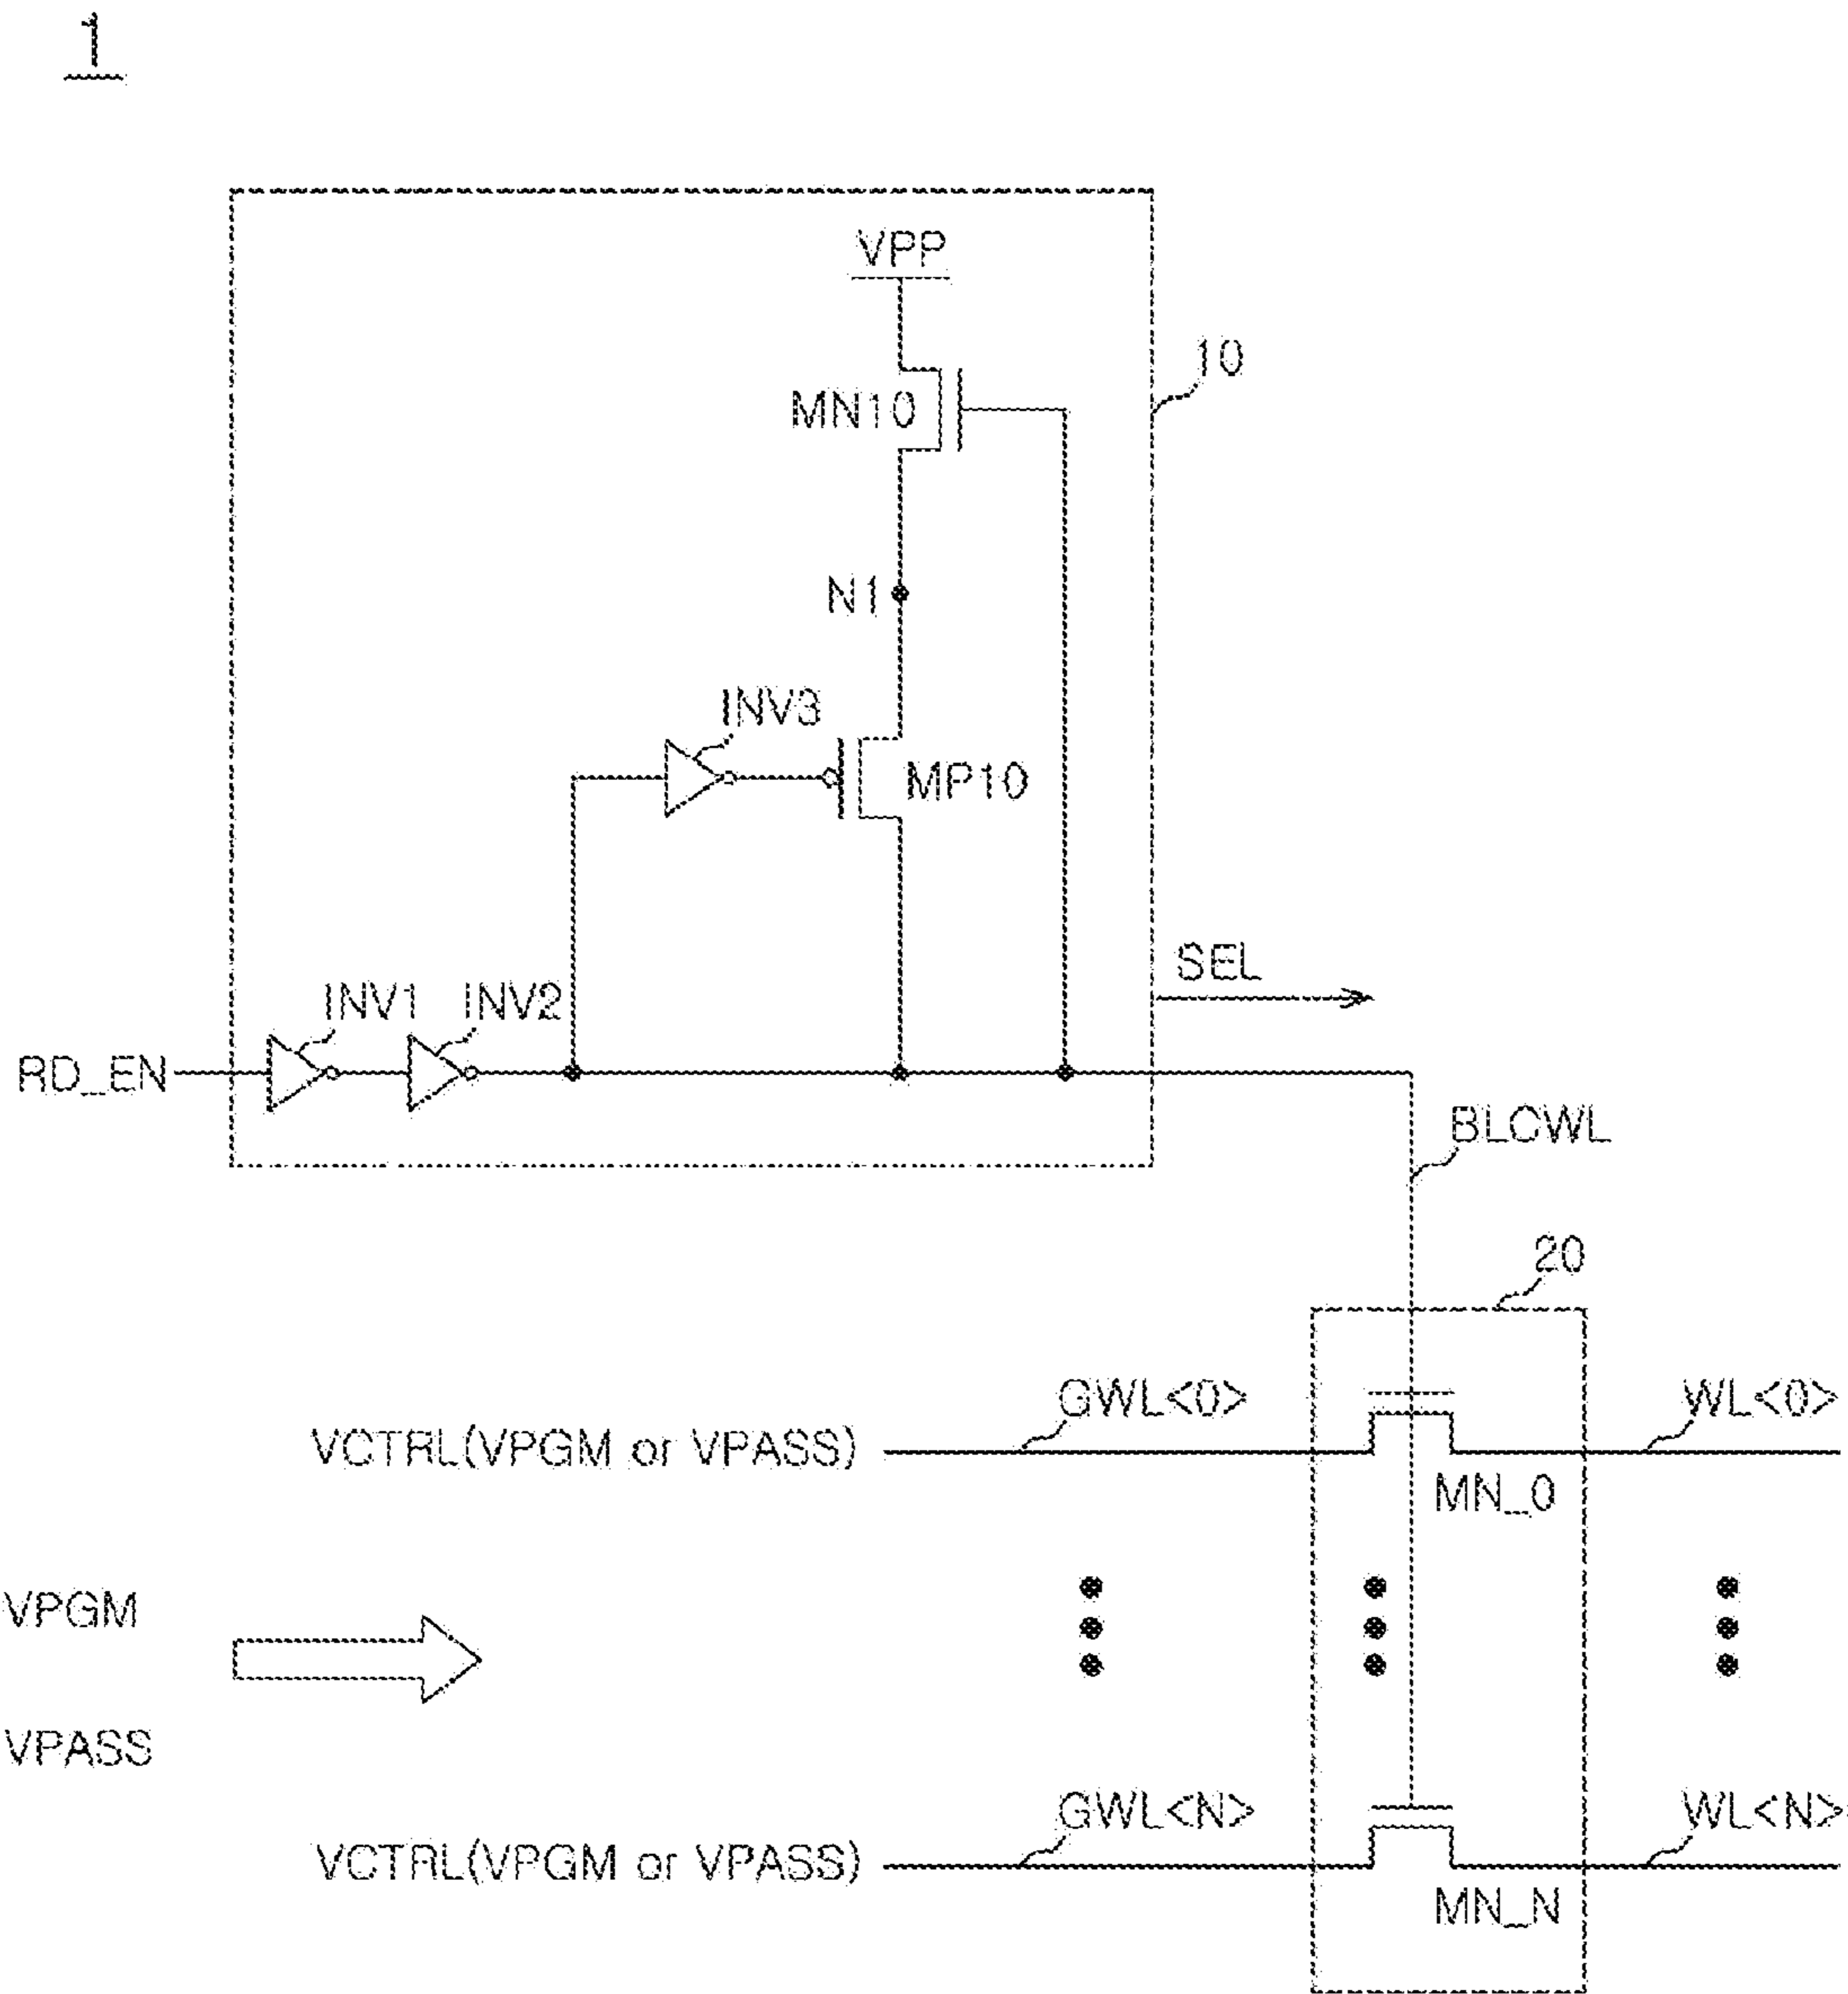 1
VPP
10
MN10
N1
INV3
MP10
SEL
INV1 INV2
RD_EN
BLCWL
20
GWL<0> WL<0>
VCTRL(VPGM or VPASS)
MN_0
VPGM
VPASS
GWL<N> WL<N>
VCTRL(VPGM or VPASS)
MN_N